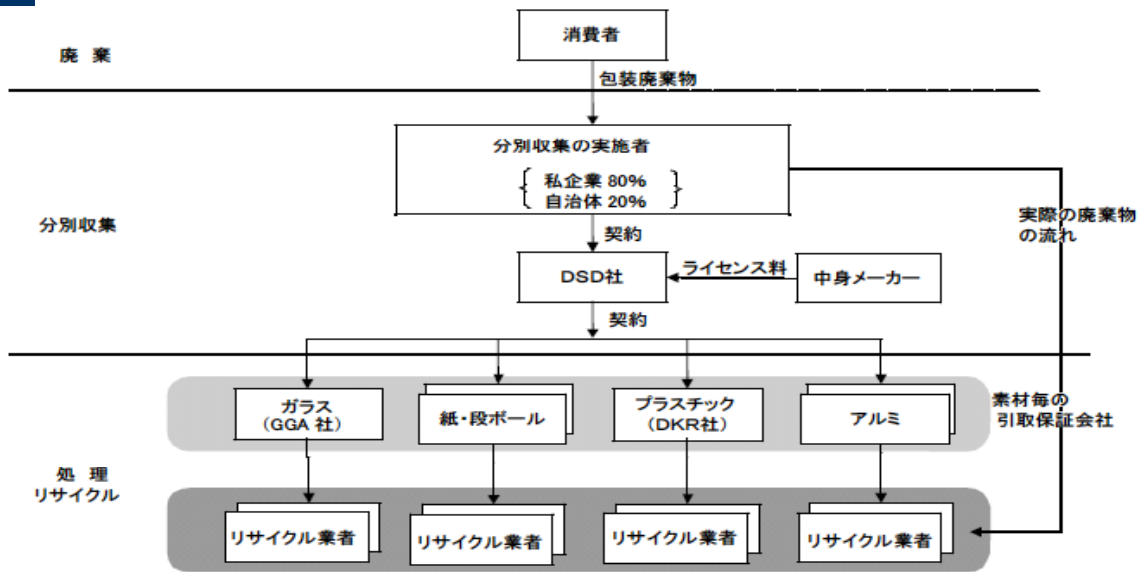 消費者
廃 棄
包装廃棄物
分別収集の実施者
私企業 80%
自治体 20%
分別収集
実際の廃棄物
の流れ
契約
DSD社
ライセンス料
中身メーカー
契約
ガラス
(GGA 社)
紙・段ボール
プラスチック
(DKR社)
アルミ
素材毎の
引取保証会社
処 理
リサイクル
リサイクル業者
リサイクル業者
リサイクル業者
リサイクル業者